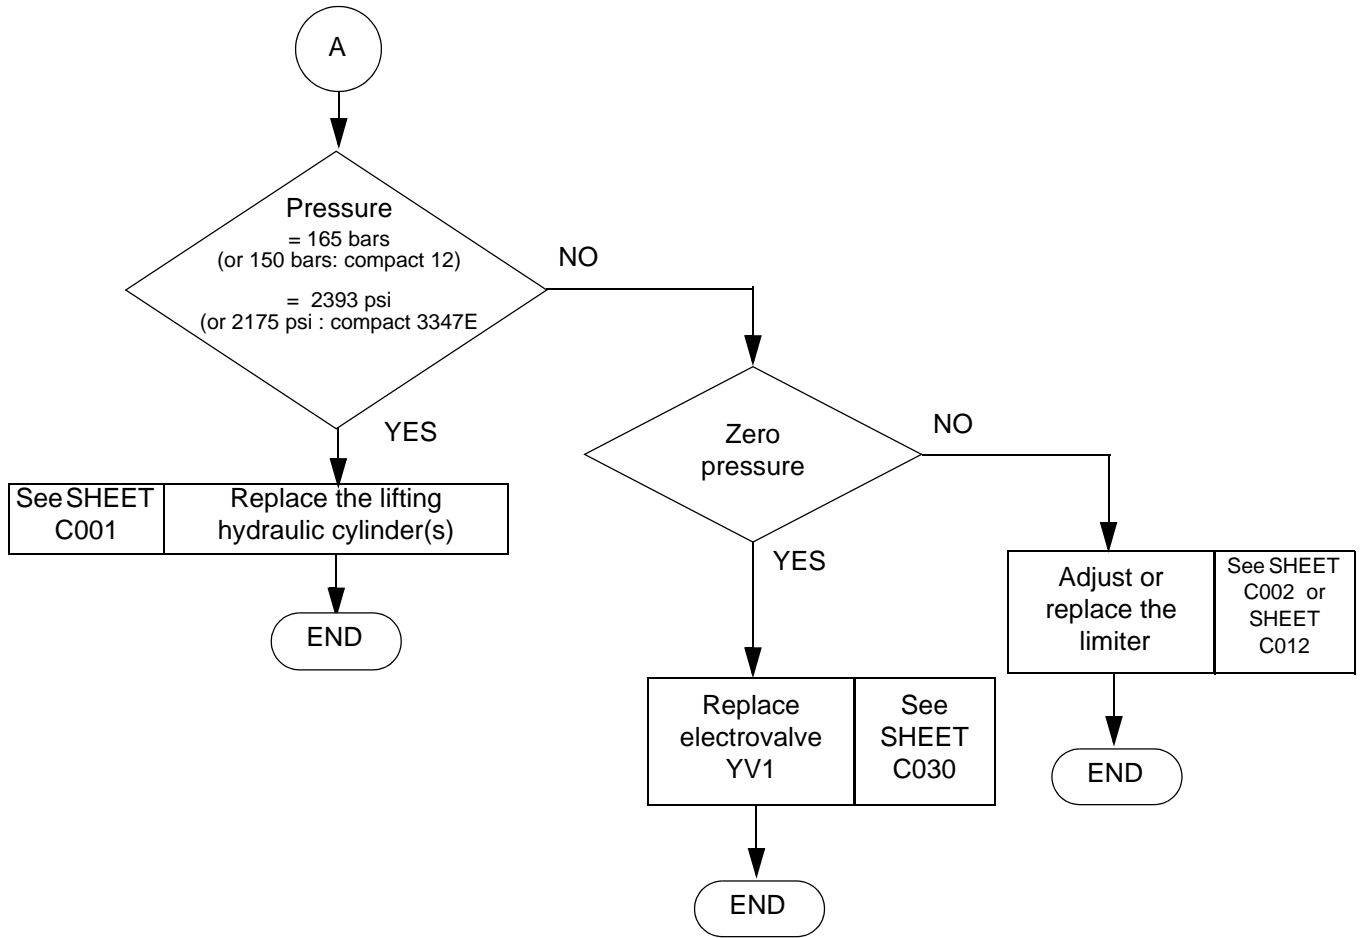 A
Pressure
= 165 bars
(or 150 bars: compact 12)
= 2393 psi
(or 2175 psi : compact 3347E
NO
YES
See SHEET
C001
Replace the lifting
hydraulic cylinder(s)
END
Zero
pressure
NO
YES
Replace
electrovalve
YV1
See
SHEET
C030
END
Adjust or
replace the
limiter
See SHEET
C002 or
SHEET
C012
END